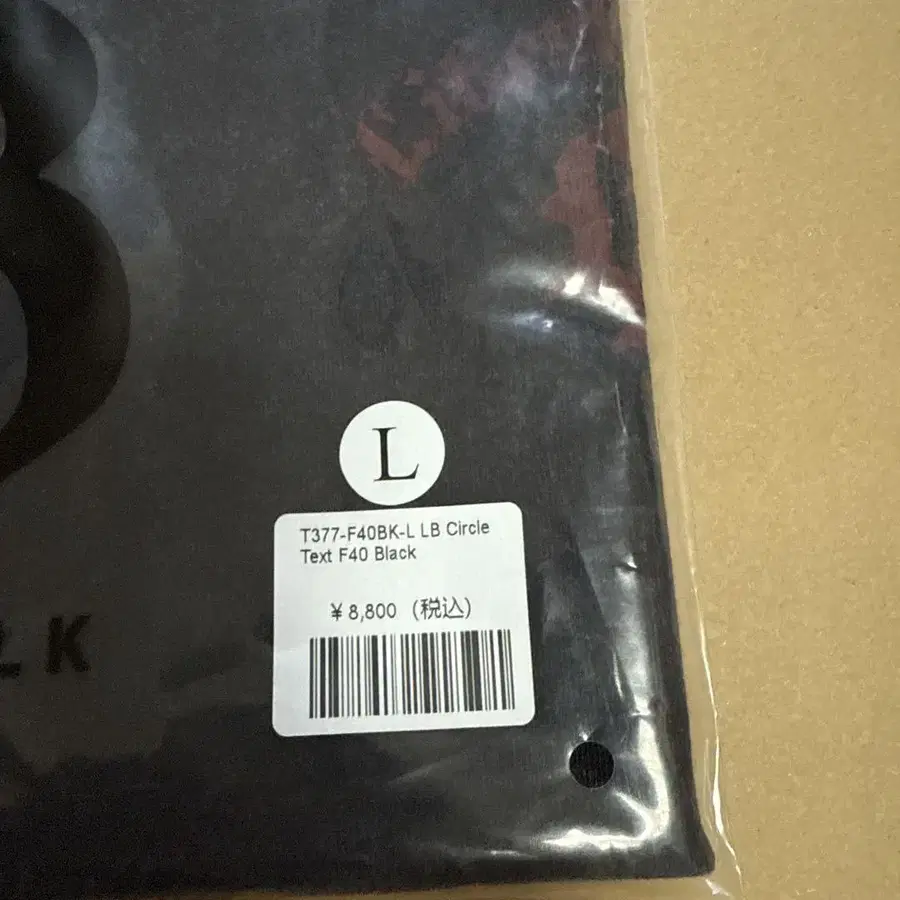 L
T377-F40BK-L LB Circle
Text F40 Black
¥ 8,800 (税込)